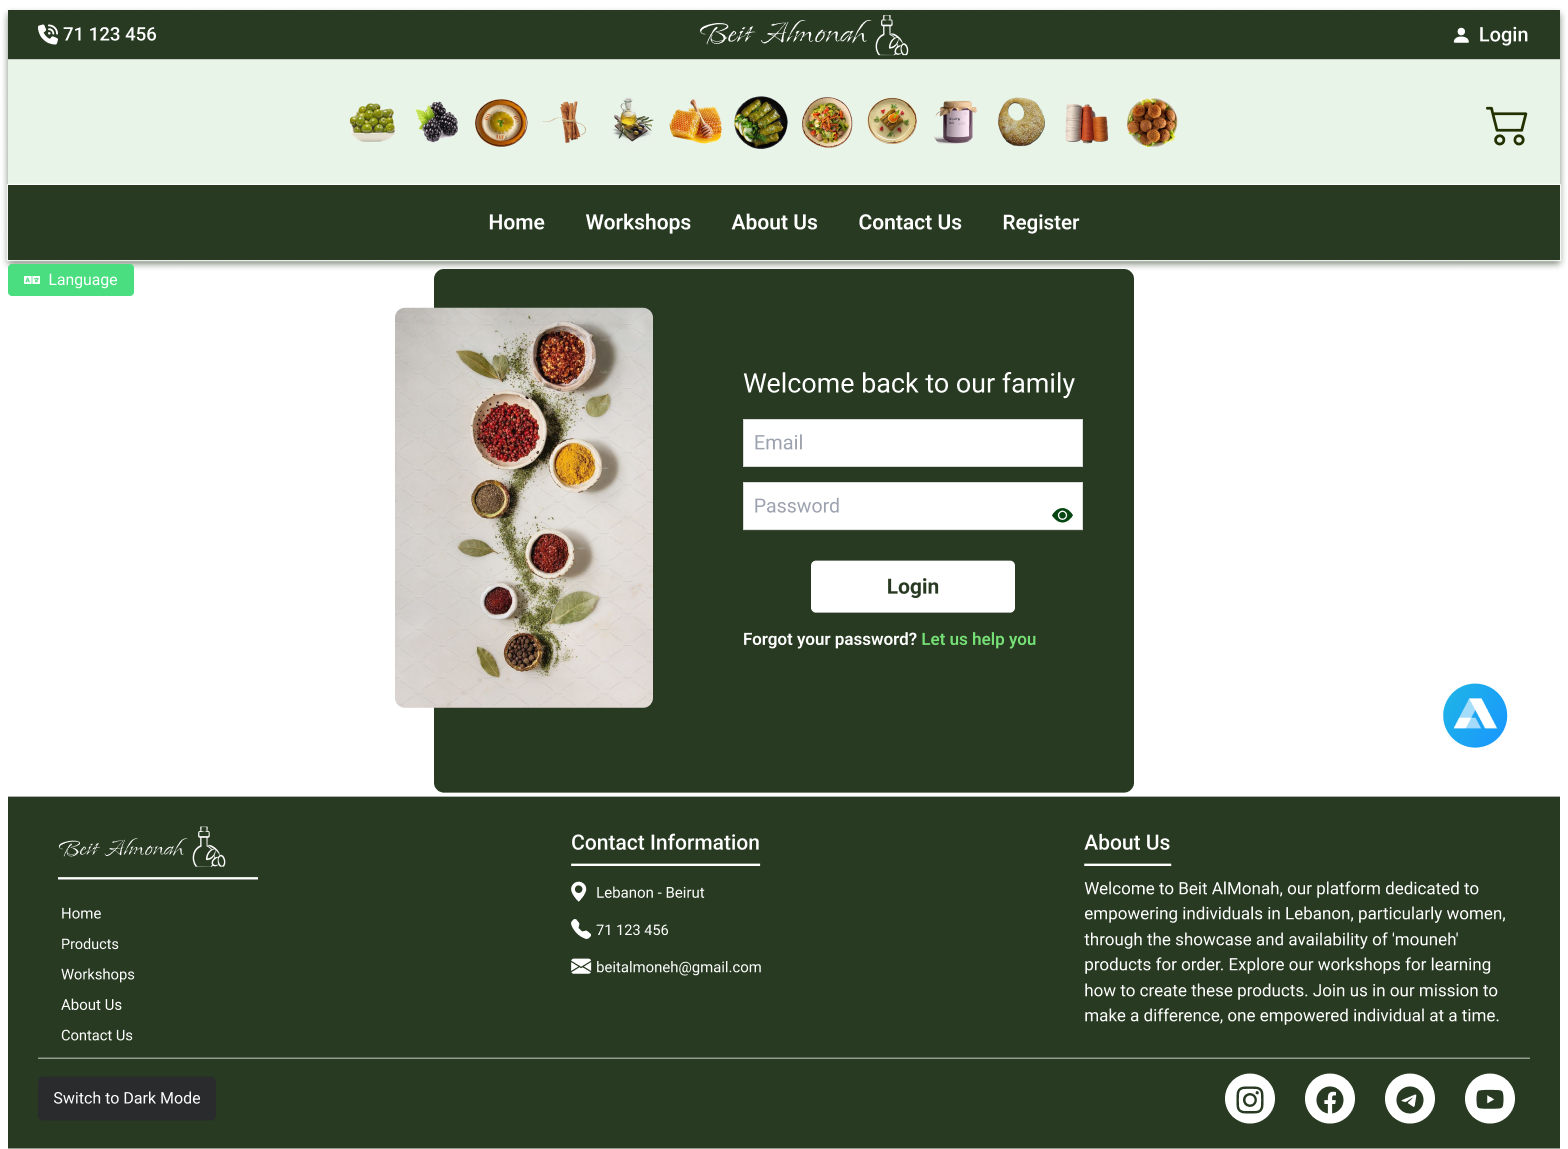 71 123 456
Beit Almonah
Login
Home
Workshops
About Us
Contact Us
Register
Language
Welcome back to our family
Email
Password
Login
Forgot your password? Let us help you
Beit Almonah
Home
Products
Workshops
About Us
Contact Us
Contact Information
Lebanon - Beirut
71 123 456
beitalmoneh@gmail.com
About Us
Welcome to Beit AlMonah, our platform dedicated to
empowering individuals in Lebanon, particularly women,
through the showcase and availability of 'mouneh'
products for order. Explore our workshops for learning
how to create these products. Join us in our mission to
make a difference, one empowered individual at a time.
Switch to Dark Mode